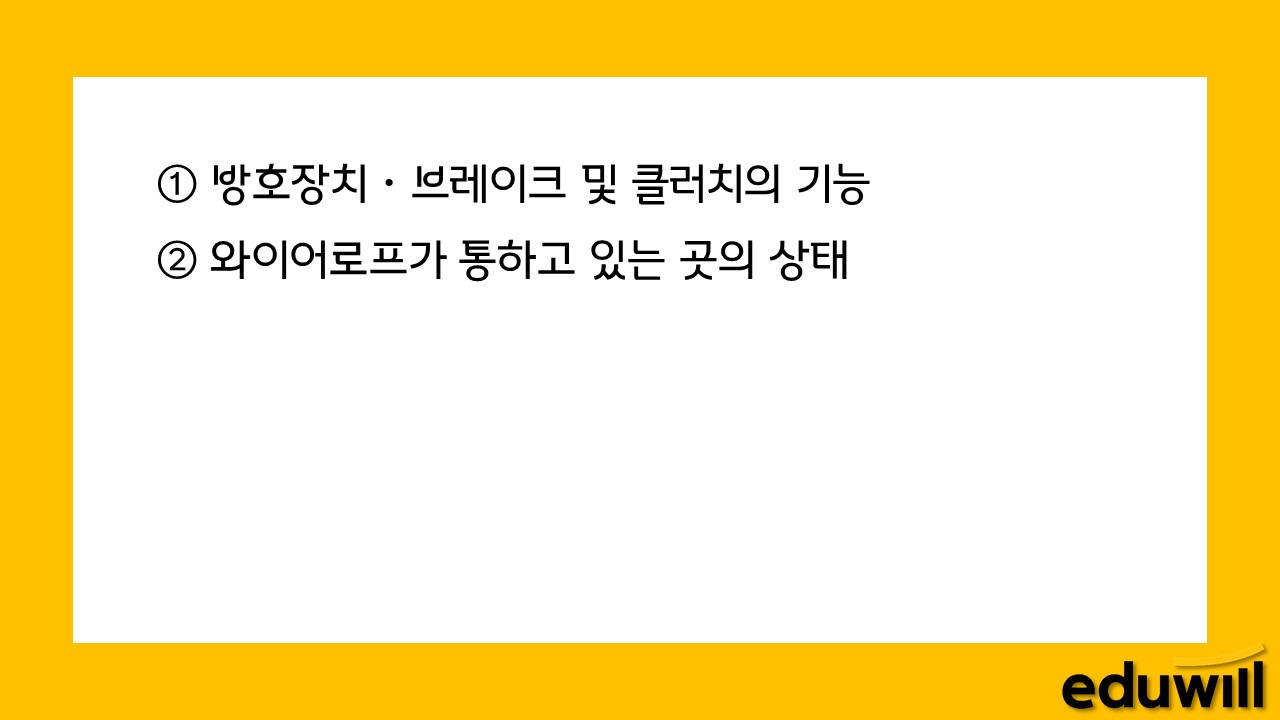 ① 방호장치 · 브레이크 및 클러치의 기능
② 와이어로프가 통하고 있는 곳의 상태
eduwill